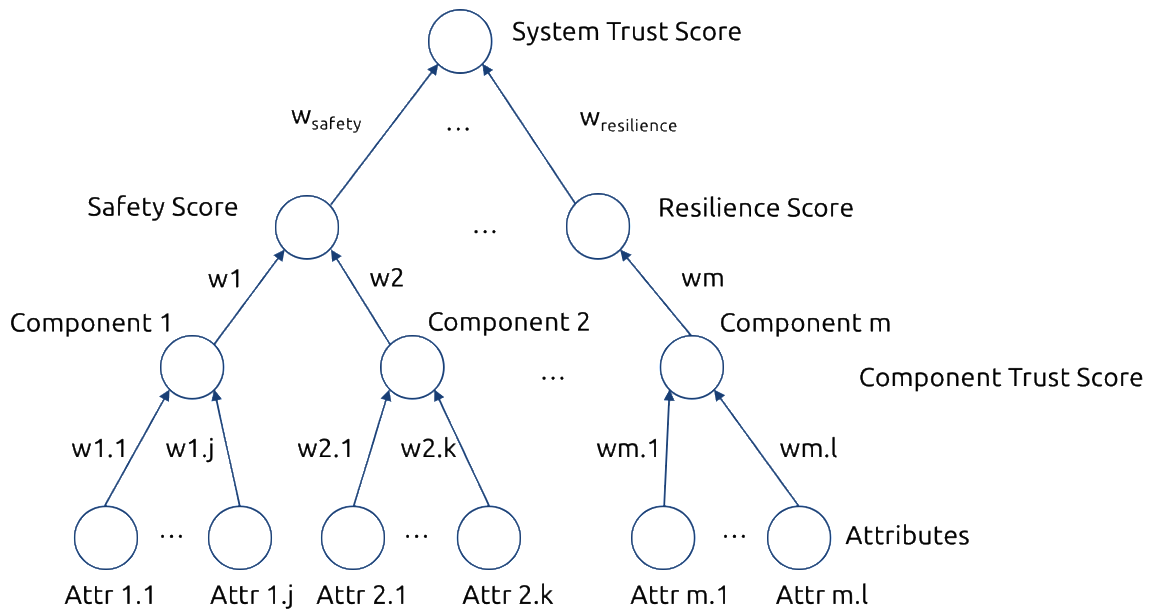 System Trust Score
wsafety
...
wresilience
Safety Score
...
Resilience Score
w1
w2
wm
Component 1
Component 2
Component m
...
Component Trust Score
w1.1
w1.j
w2.1
w2.k
wm.1
wm.l
...
...
...
Attributes
Attr 1.1
Attr 1.j
Attr 2.1
Attr 2.k
Attr m.1
Attr m.l